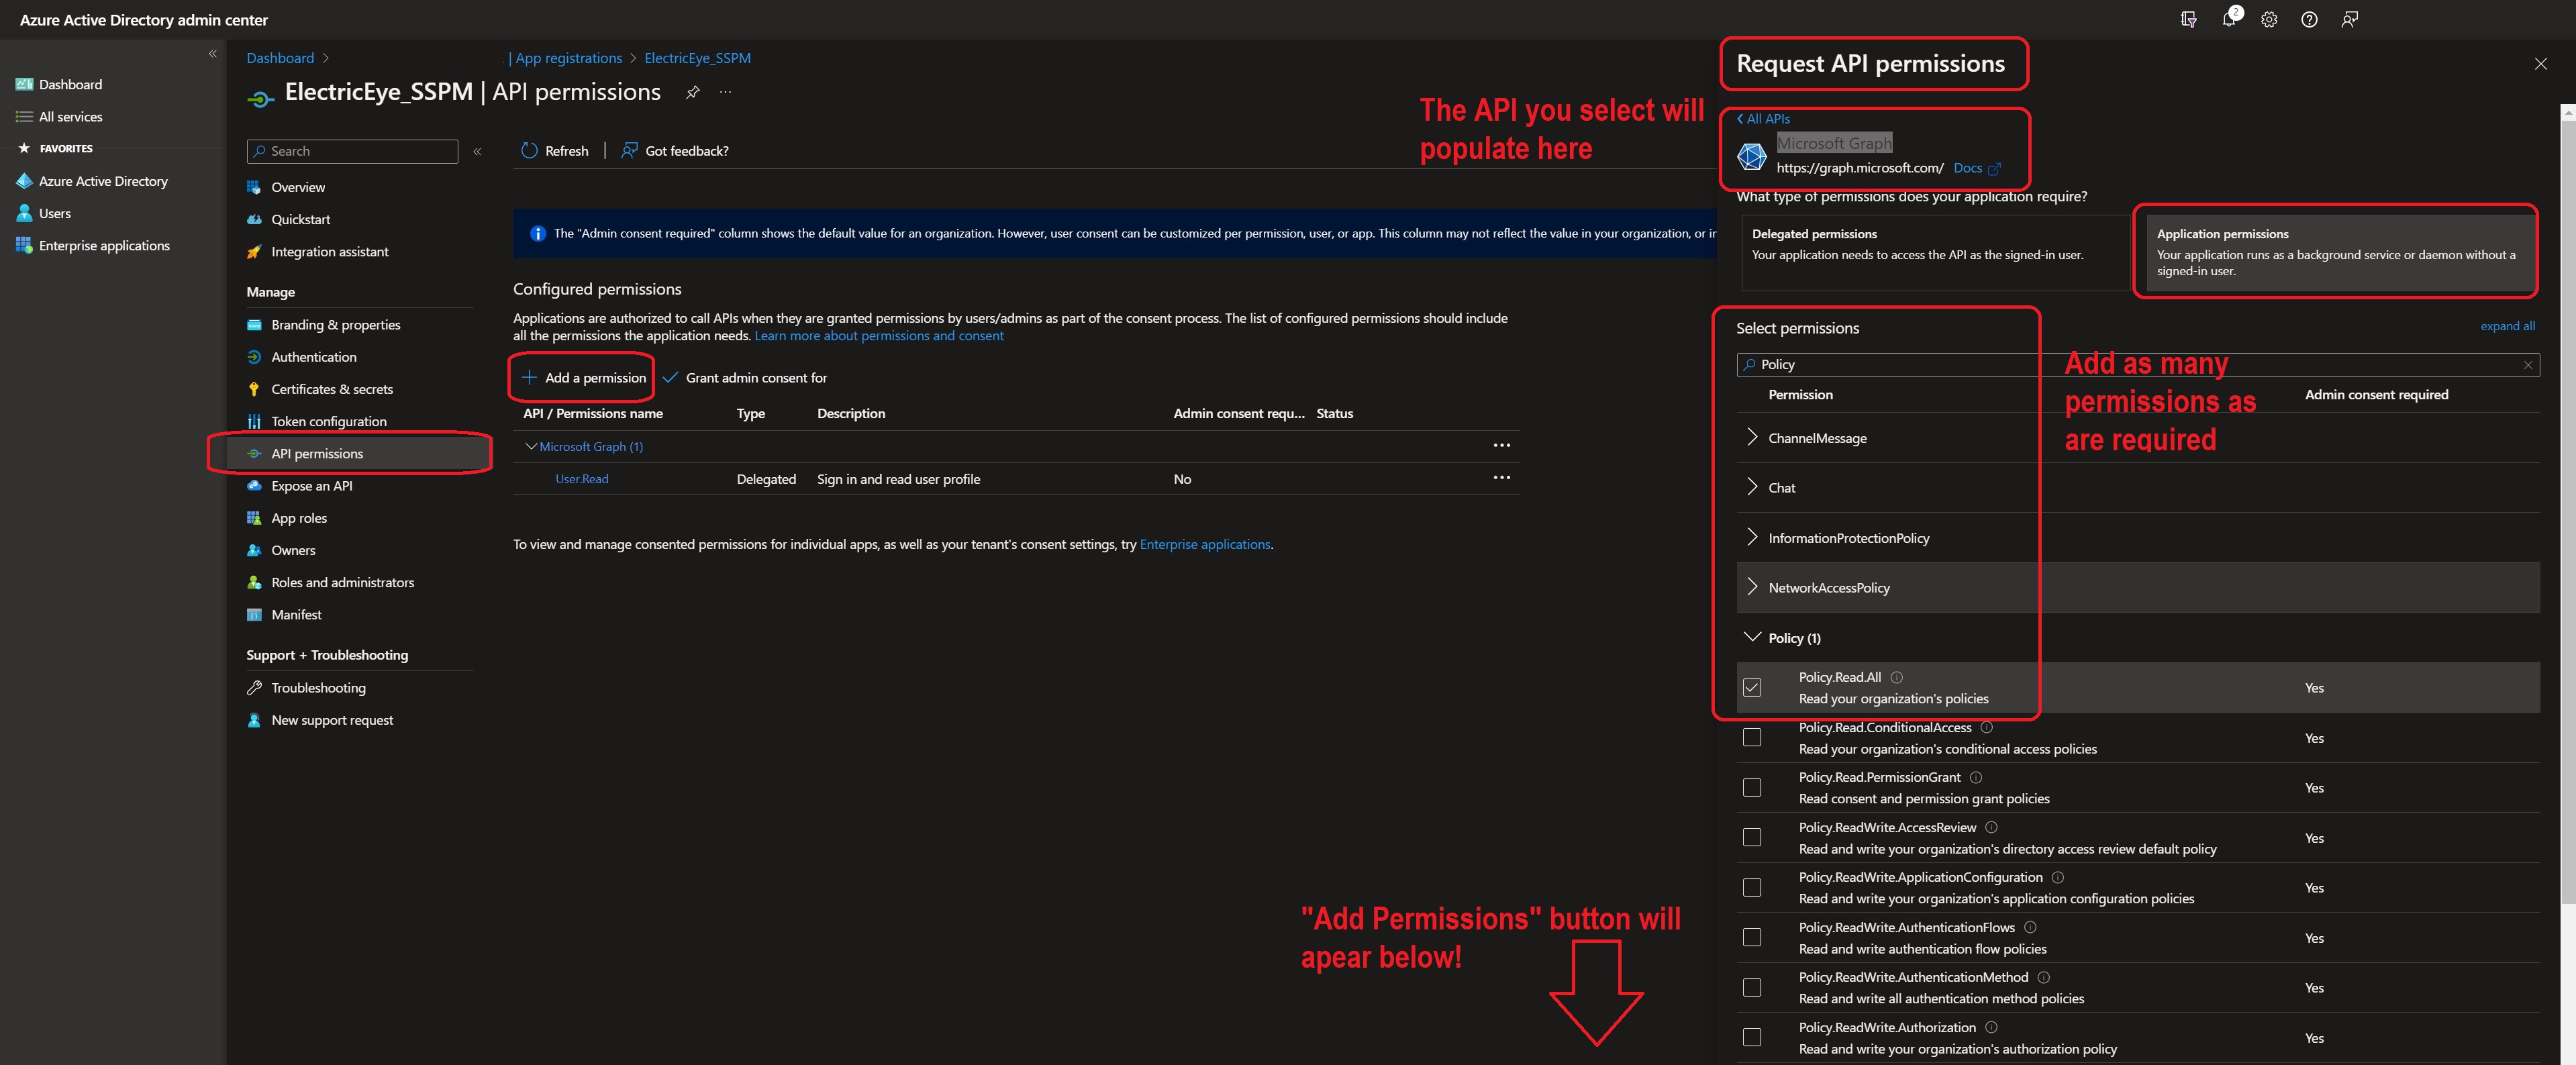 Azure Active Directory admin center
2
Dashboard
All services
FAVORITES
Azure Active Directory
Users
Enterprise applications
Dashboard
| App registrations
ElectricEye_SSPM
ElectricEye_SSPM | API permissions
Search
Overview
Quickstart
Integration assistant
Manage
Branding & properties
Authentication
Certificates & secrets
Token configuration
API permissions
Expose an API
App roles
Owners
Roles and administrators
Manifest
Support + Troubleshooting
Troubleshooting
New support request
Refresh
Got feedback?
The "Admin consent required" column shows the default value for an organization. However, user consent can be customized per permission, user, or app. This column may not reflect the value in your organization, or in
Configured permissions
Applications are authorized to call APIs when they are granted permissions by users/admins as part of the consent process. The list of configured permissions should include
all the permissions the application needs. Learn more about permissions and consent
Add a permission
Grant admin consent for
API / Permissions name Type Description Admin consent requ... Status
Microsoft Graph (1)
User.Read Delegated Sign in and read user profile No
To view and manage consented permissions for individual apps, as well as your tenant's consent settings, try Enterprise applications.
The API you select will
populate here
"Add Permissions" button will
apear below!
Request API permissions
All APIs
Microsoft Graph
https://graph.microsoft.com/ Docs
What type of permissions does your application require?
Delegated permissions
Your application needs to access the API as the signed-in user.
Application permissions
Your application runs as a background service or daemon without a
signed-in user.
Select permissions
expand all
Policy
Add as many
permissions as
are required
Permission Admin consent required
ChannelMessage
Chat
InformationProtectionPolicy
NetworkAccessPolicy
Policy (1)
Policy.Read.All
Read your organization's policies
Yes
Policy.Read.ConditionalAccess
Read your organization's conditional access policies
Yes
Policy.Read.PermissionGrant
Read consent and permission grant policies
Yes
Policy.ReadWrite.AccessReview
Read and write your organization's directory access review default policy
Yes
Policy.ReadWrite.ApplicationConfiguration
Read and write your organization's application configuration policies
Yes
Policy.ReadWrite.AuthenticationFlows
Read and write authentication flow policies
Yes
Policy.ReadWrite.AuthenticationMethod
Read and write all authentication method policies
Yes
Policy.ReadWrite.Authorization
Read and write your organization's authorization policy
Yes